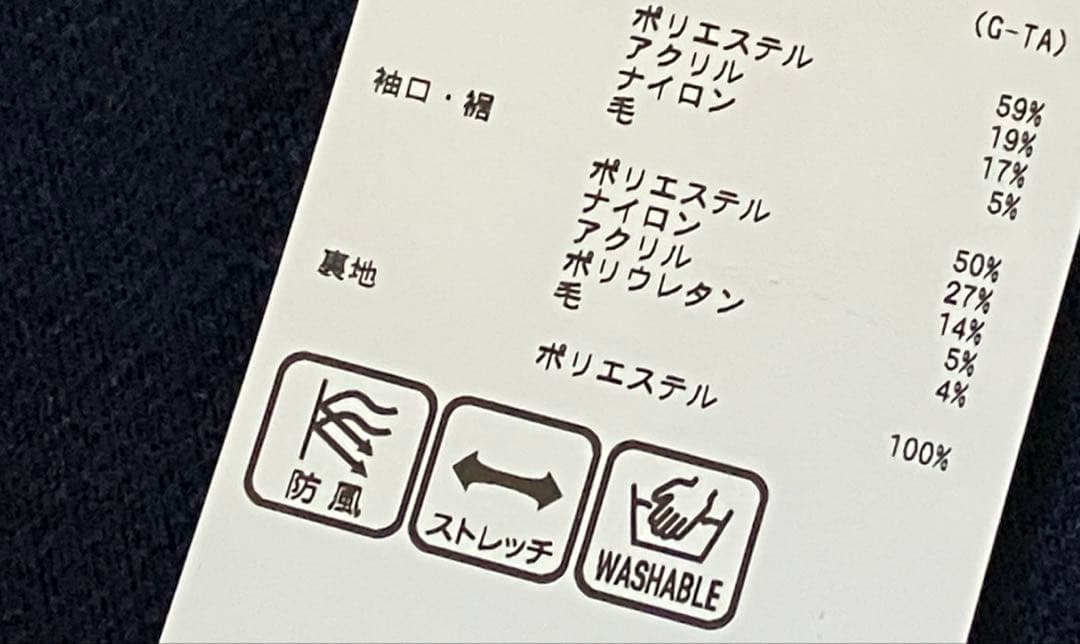 (G-TA)
ポリエステル 59%
アクリル 19%
ナイロン 17%
毛 5%
袖口・裾
ポリエステル 50%
ナイロン 27%
アクリル 14%
ポリウレタン 5%
毛 4%
裏地
ポリエステル 100%
防風
ストレッチ
WASHABLE